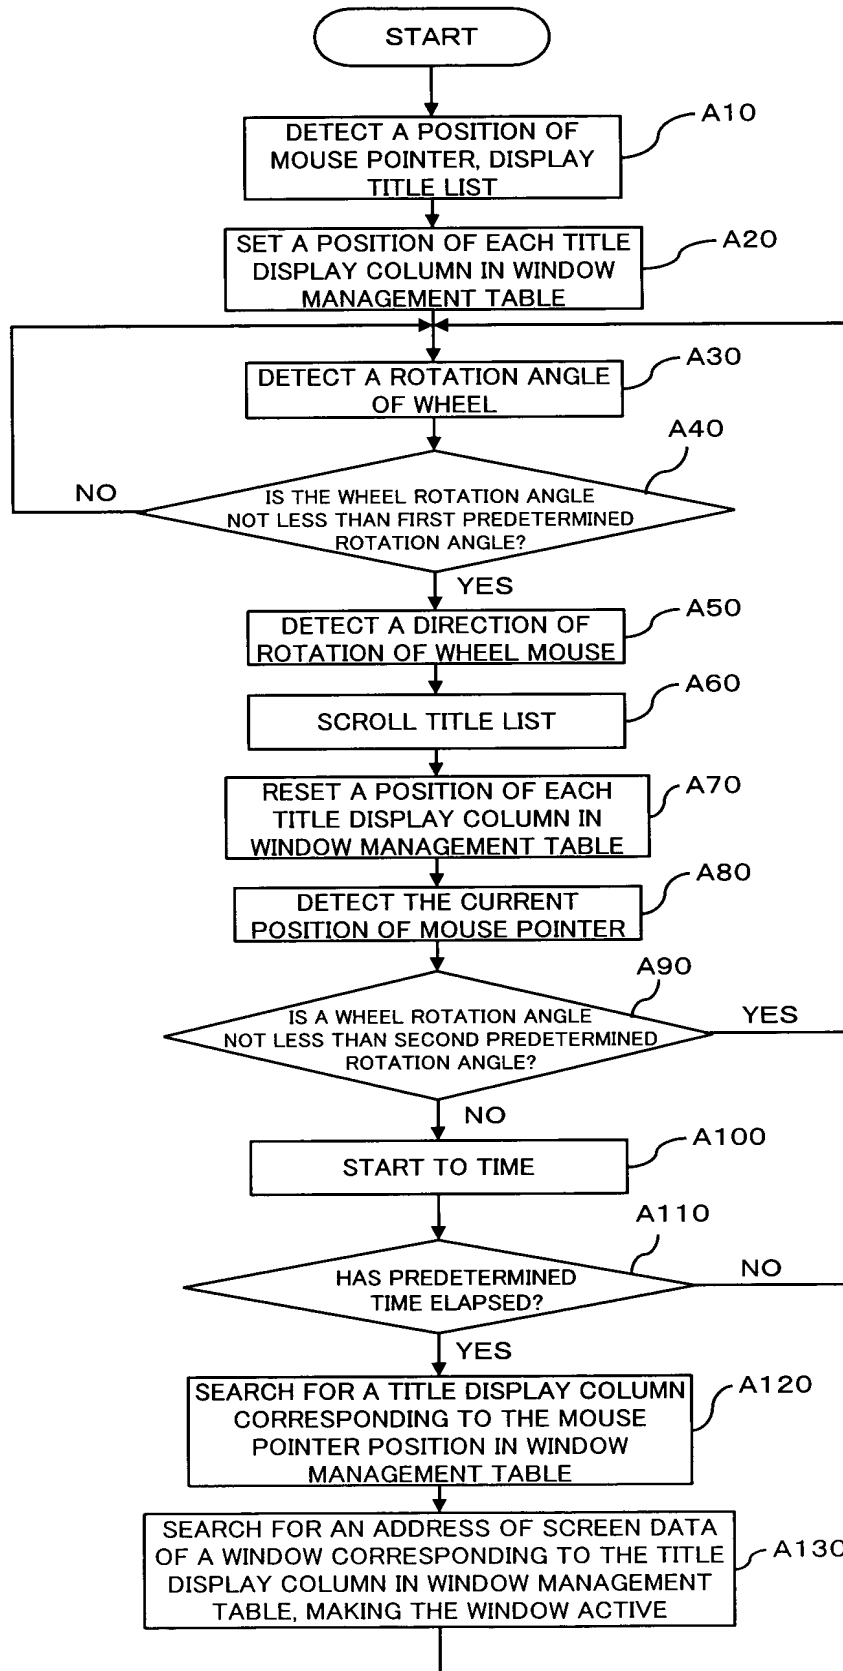 START
A10
DETECT A POSITION OF
MOUSE POINTER, DISPLAY
TITLE LIST
A20
SET A POSITION OF EACH TITLE
DISPLAY COLUMN IN WINDOW
MANAGEMENT TABLE
A30
DETECT A ROTATION ANGLE
OF WHEEL
A40
NO
IS THE WHEEL ROTATION ANGLE
NOT LESS THAN FIRST PREDETERMINED
ROTATION ANGLE?
YES
A50
DETECT A DIRECTION OF
ROTATION OF WHEEL MOUSE
A60
SCROLL TITLE LIST
A70
RESET A POSITION OF EACH
TITLE DISPLAY COLUMN IN
WINDOW MANAGEMENT TABLE
A80
DETECT THE CURRENT
POSITION OF MOUSE POINTER
A90
IS A WHEEL ROTATION ANGLE
NOT LESS THAN SECOND PREDETERMINED
ROTATION ANGLE?
YES
NO
A100
START TO TIME
A110
HAS PREDETERMINED
TIME ELAPSED?
NO
YES
A120
SEARCH FOR A TITLE DISPLAY COLUMN
CORRESPONDING TO THE MOUSE
POINTER POSITION IN WINDOW
MANAGEMENT TABLE
A130
SEARCH FOR AN ADDRESS OF SCREEN DATA
OF A WINDOW CORRESPONDING TO THE TITLE
DISPLAY COLUMN IN WINDOW MANAGEMENT
TABLE, MAKING THE WINDOW ACTIVE